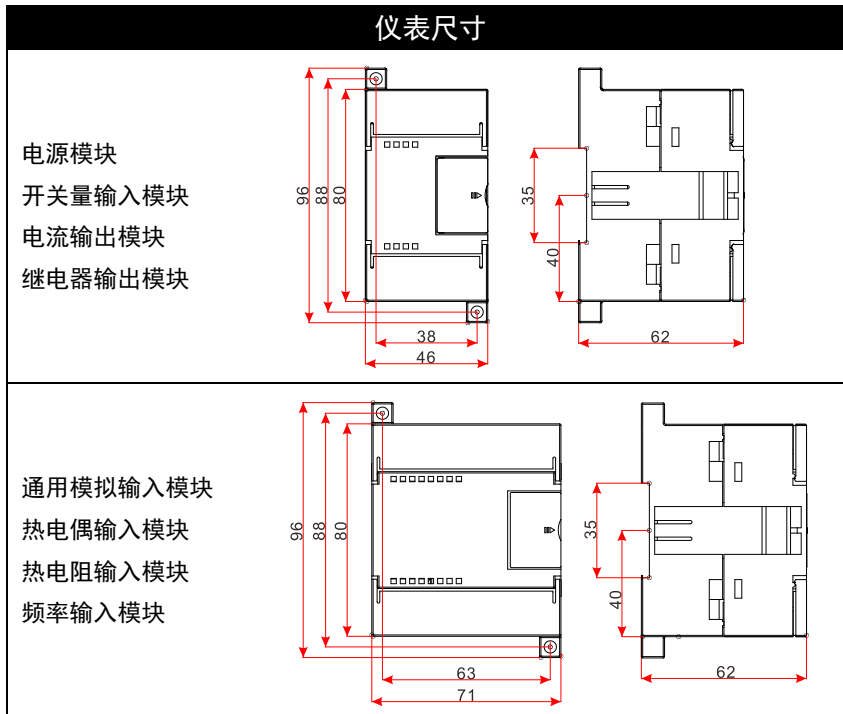 仪表尺寸
电源模块
开关量输入模块
电流输出模块
继电器输出模块
96
88
80
38
46
35
40
62
通用模拟输入模块
热电偶输入模块
热电阻输入模块
频率输入模块
96
88
80
63
71
35
40
62